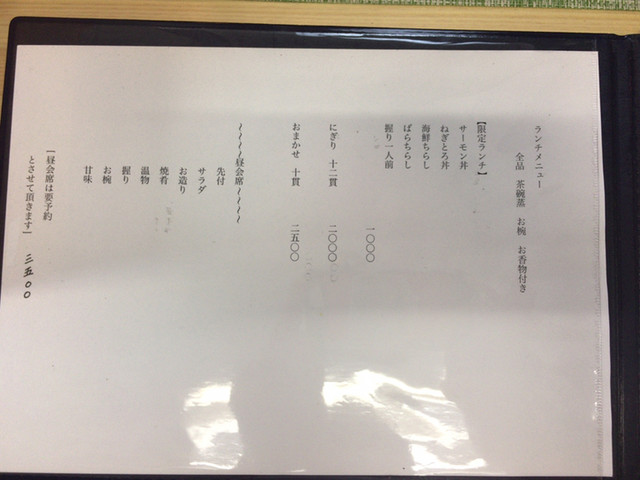 ランチメニュー
全品 茶碗蒸 お椀 お香物付き
【限定ランチ】
サーモン丼
ねぎとろ丼
海鮮ちらし
ばらちらし
握り一人前
一〇〇〇
にぎり 十二貫 二〇〇〇
おまかせ 十貫 二五〇〇
～～～～昼会席～～～～
先付
サラダ
お造り
焼肴
温物
握り
お椀
甘味
［昼会席は要予約
とさせて頂きます］ 三五〇〇